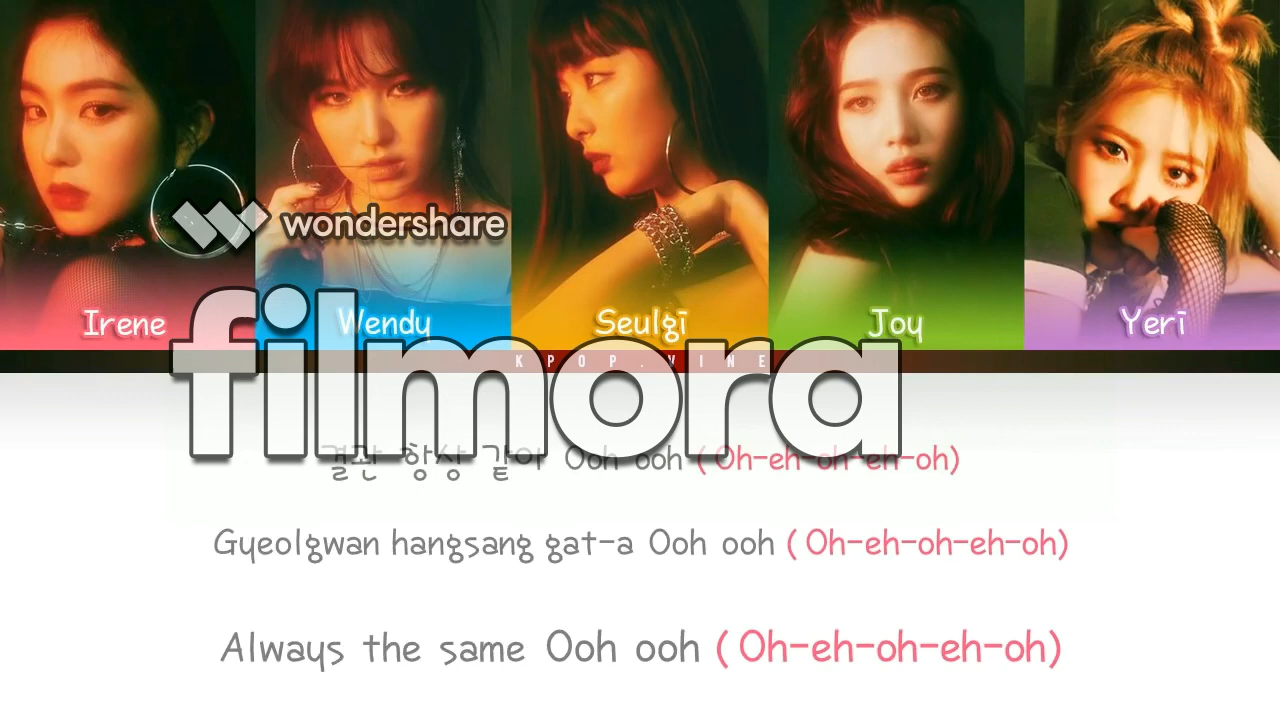 wondershare
filmora
Irene Wendy Seulgi Joy Yeri
KPOP.VINE
결관 항상 같아 Ooh ooh ( Oh-eh-oh-eh-oh)
Gyeolgwan hangsang gat-a Ooh ooh ( Oh-eh-oh-eh-oh)
Always the same Ooh ooh ( Oh-eh-oh-eh-oh)